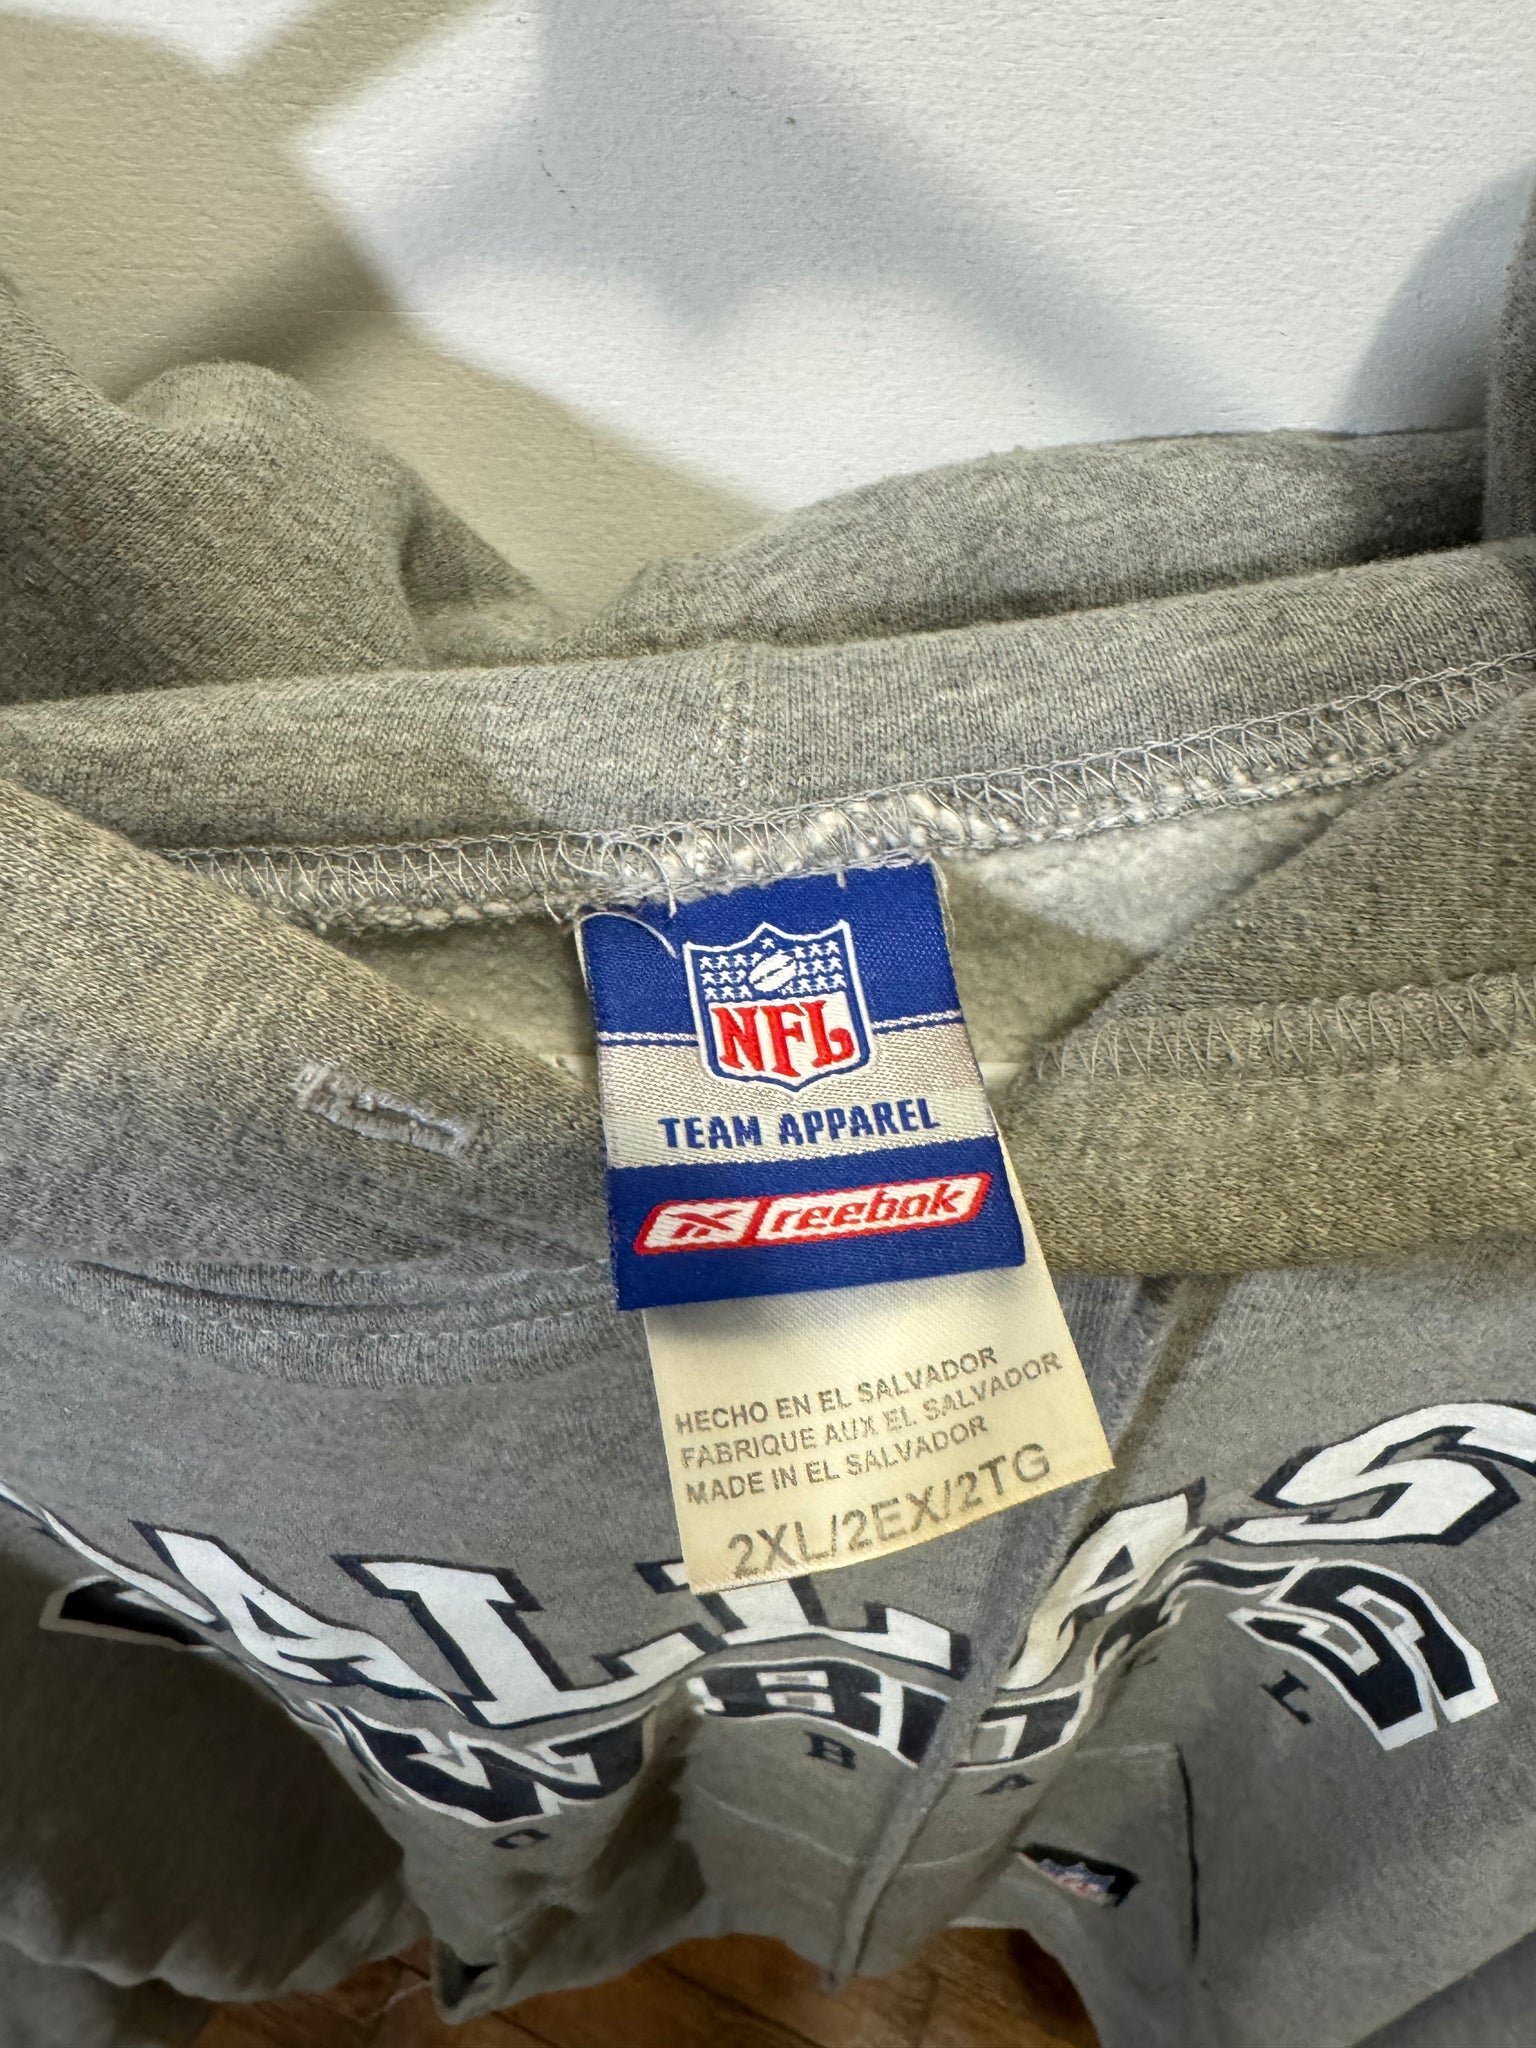 NFL
TEAM APPAREL
reebok
HECHO EN EL SALVADOR
FABRIQUE AUX EL SALVADOR
MADE IN EL SALVADOR
2XL/2EX/2TG
ALLAS